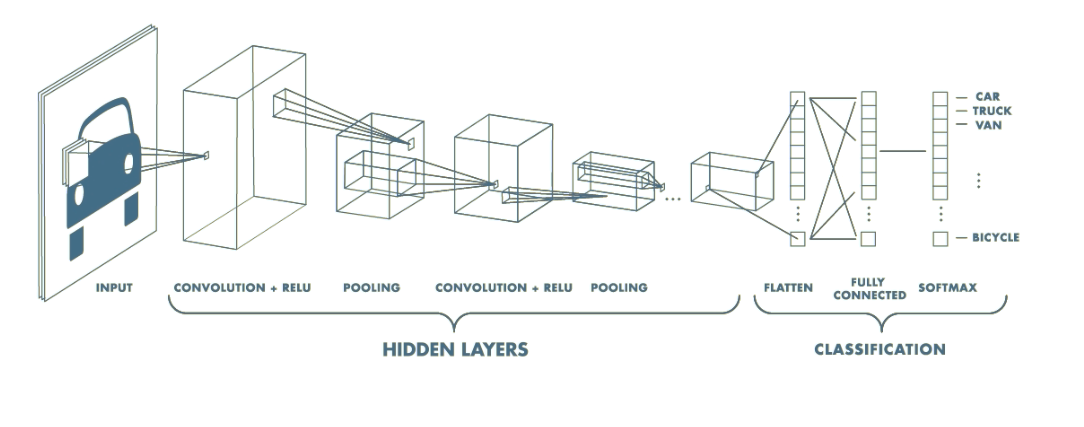 CAR
TRUCK
VAN
BICYCLE
INPUT
CONVOLUTION + RELU
POOLING
CONVOLUTION + RELU
POOLING
FLATTEN
FULLY
CONNECTED
SOFTMAX
HIDDEN LAYERS
CLASSIFICATION